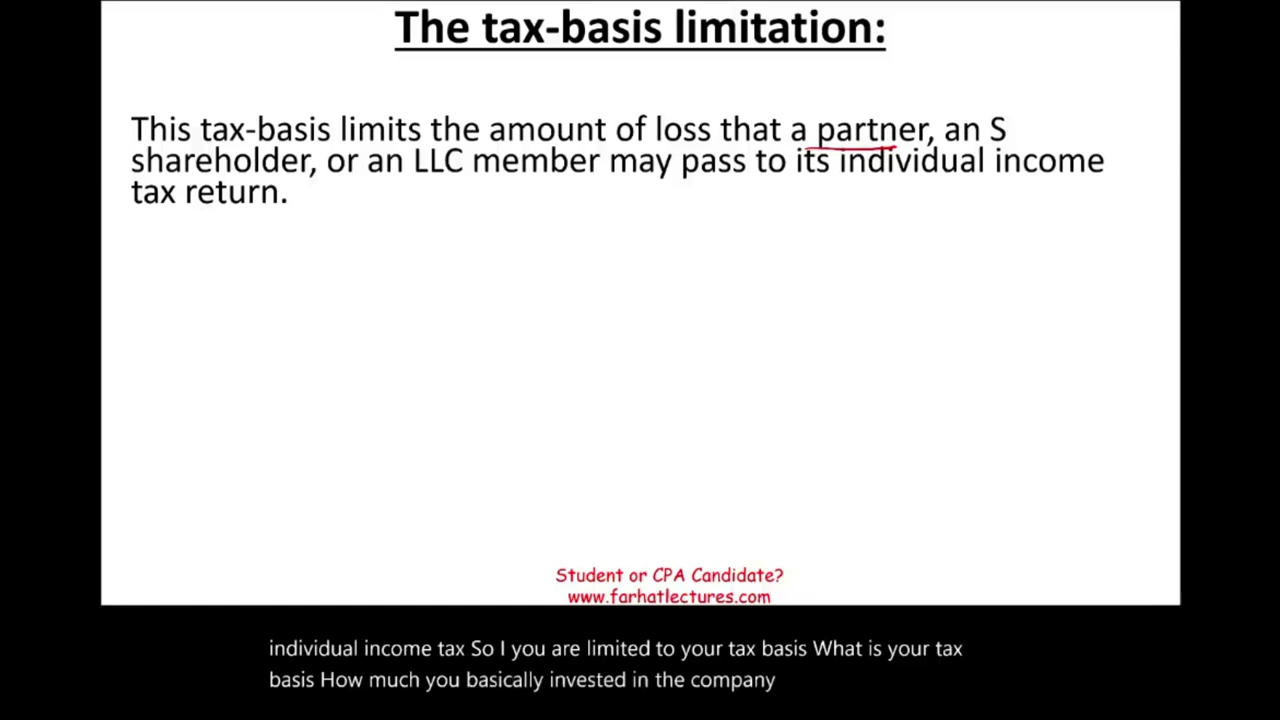 The tax-basis limitation:
This tax-basis limits the amount of loss that a partner, an S
shareholder, or an LLC member may pass to its individual income
tax return.
Student or CPA Candidate?
www.farhatlectures.com
individual income tax So I you are limited to your tax basis What is your tax
basis How much you basically invested in the company